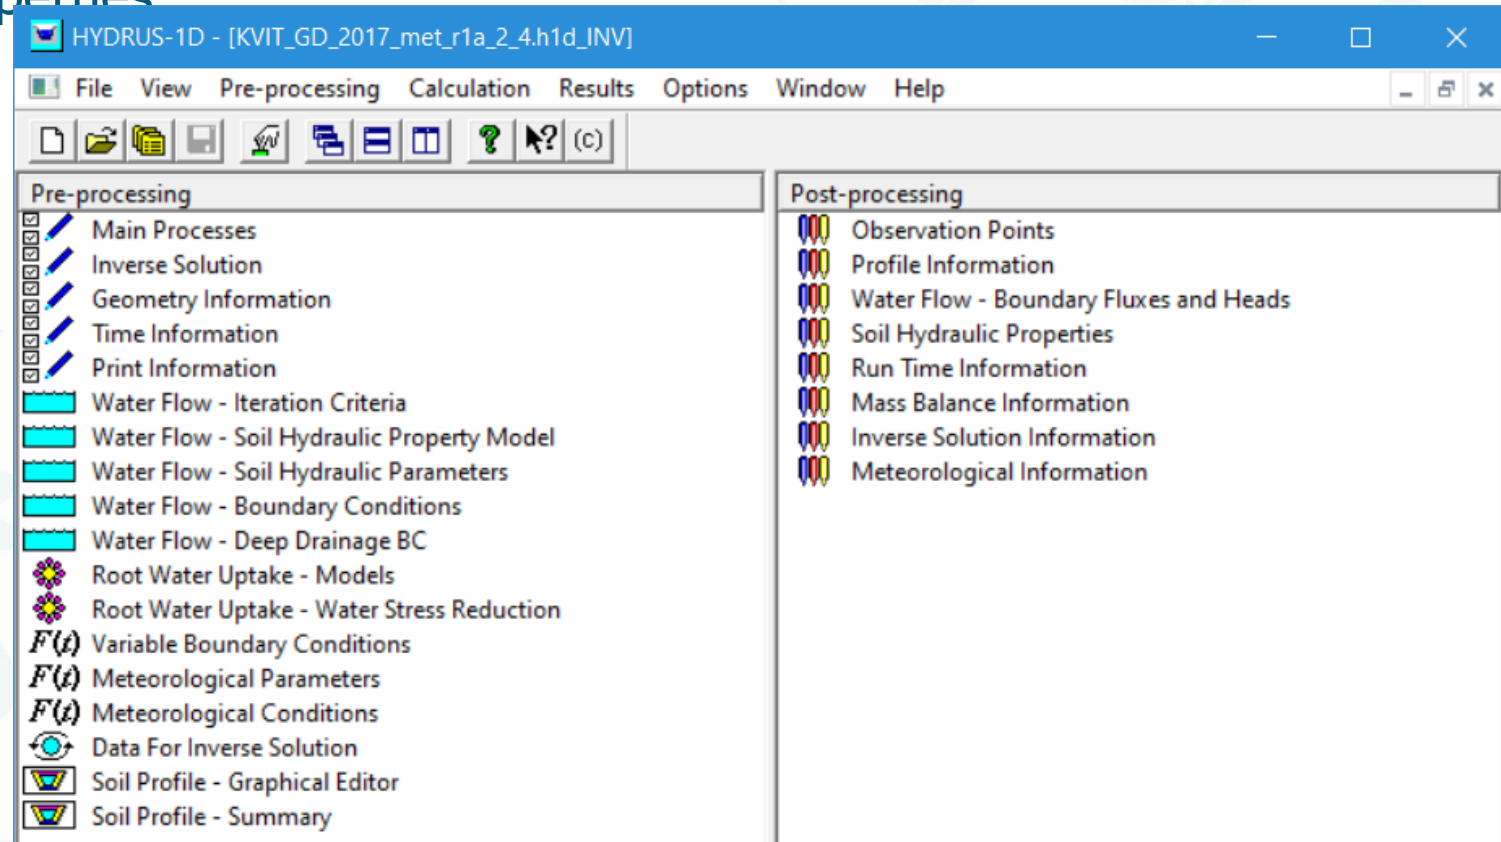 perties
HYDRUS-1D - [KVIT_GD_2017_met_r1a_2_4.h1d_INV]
File View Pre-processing Calculation Results Options Window Help
? ? (c)
Pre-processing
Main Processes
Inverse Solution
Geometry Information
Time Information
Print Information
Water Flow - Iteration Criteria
Water Flow - Soil Hydraulic Property Model
Water Flow - Soil Hydraulic Parameters
Water Flow - Boundary Conditions
Water Flow - Deep Drainage BC
Root Water Uptake - Models
Root Water Uptake - Water Stress Reduction
F(t) Variable Boundary Conditions
F(t) Meteorological Parameters
F(t) Meteorological Conditions
Data For Inverse Solution
Soil Profile - Graphical Editor
Soil Profile - Summary
Post-processing
Observation Points
Profile Information
Water Flow - Boundary Fluxes and Heads
Soil Hydraulic Properties
Run Time Information
Mass Balance Information
Inverse Solution Information
Meteorological Information